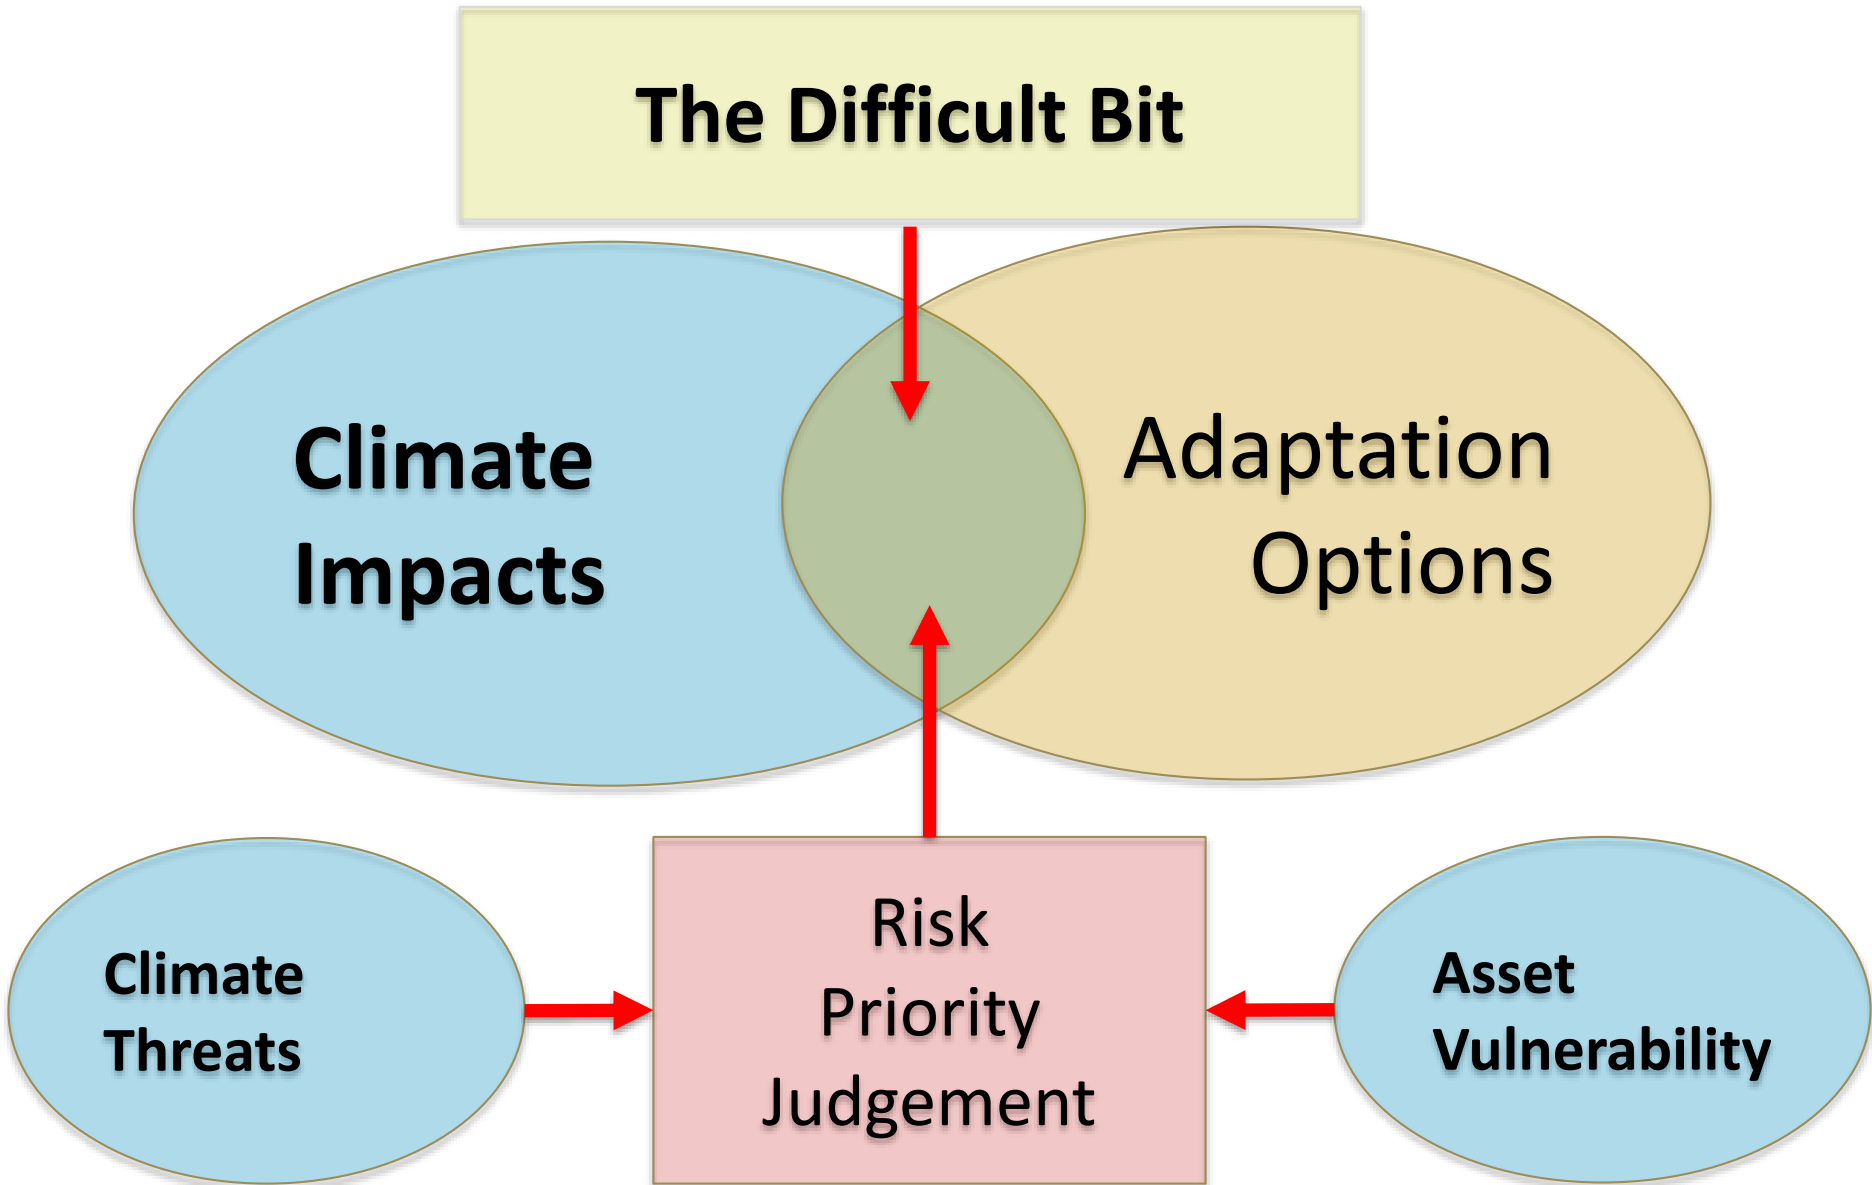 The Difficult Bit
Climate
Impacts
Adaptation
Options
Climate
Threats
Risk
Priority
Judgement
Asset
Vulnerability